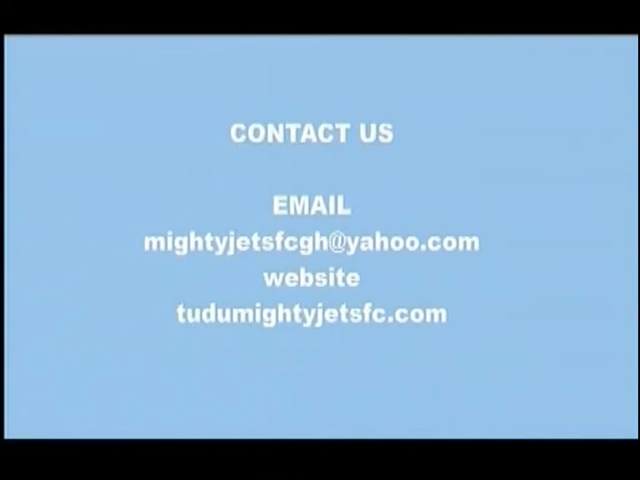 CONTACT US
EMAIL
mightyjetsfcgh@yahoo.com
website
tudumightyjetsfc.com